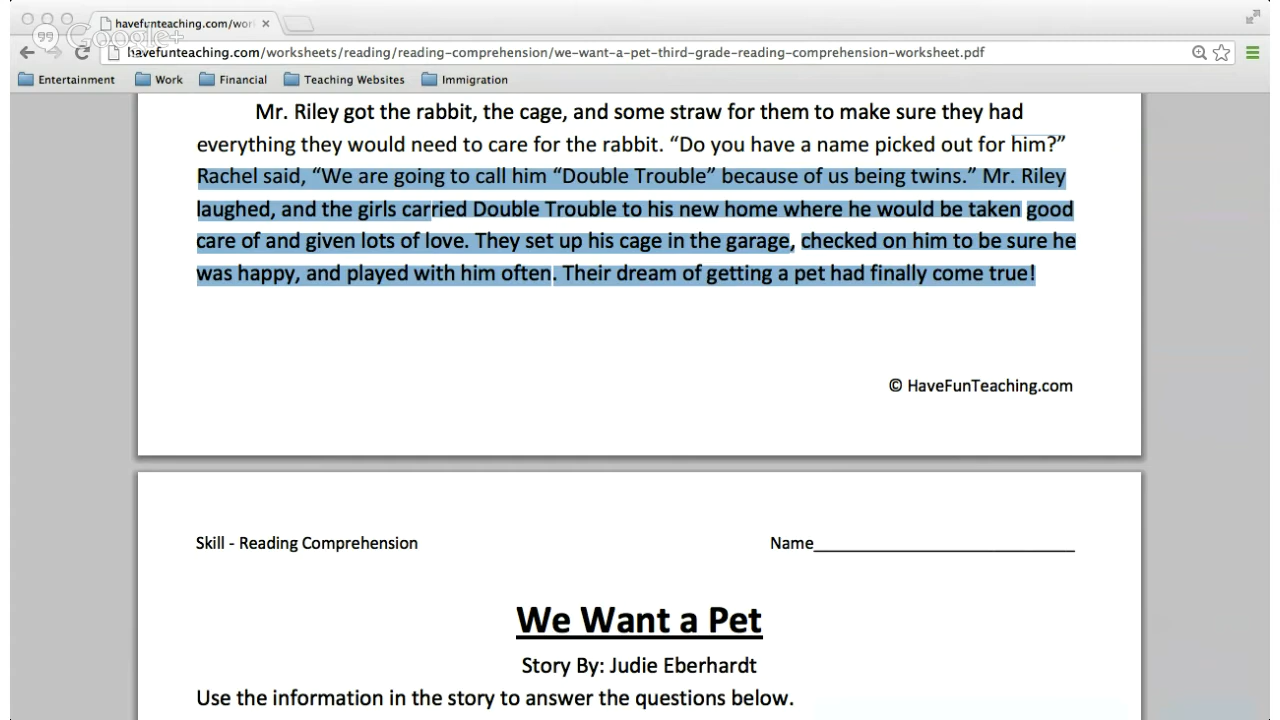 havefunteaching.com/wor
Google+
havefunteaching.com/worksheets/reading/reading-comprehension/we-want-a-pet-third-grade-reading-comprehension-worksheet.pdf
Entertainment Work Financial Teaching Websites Immigration
Mr. Riley got the rabbit, the cage, and some straw for them to make sure they had
everything they would need to care for the rabbit. “Do you have a name picked out for him?”
Rachel said, “We are going to call him “Double Trouble” because of us being twins.” Mr. Riley
laughed, and the girls carried Double Trouble to his new home where he would be taken good
care of and given lots of love. They set up his cage in the garage, checked on him to be sure he
was happy, and played with him often. Their dream of getting a pet had finally come true!
© HaveFunTeaching.com
Skill - Reading Comprehension Name____________________________
We Want a Pet
Story By: Judie Eberhardt
Use the information in the story to answer the questions below.